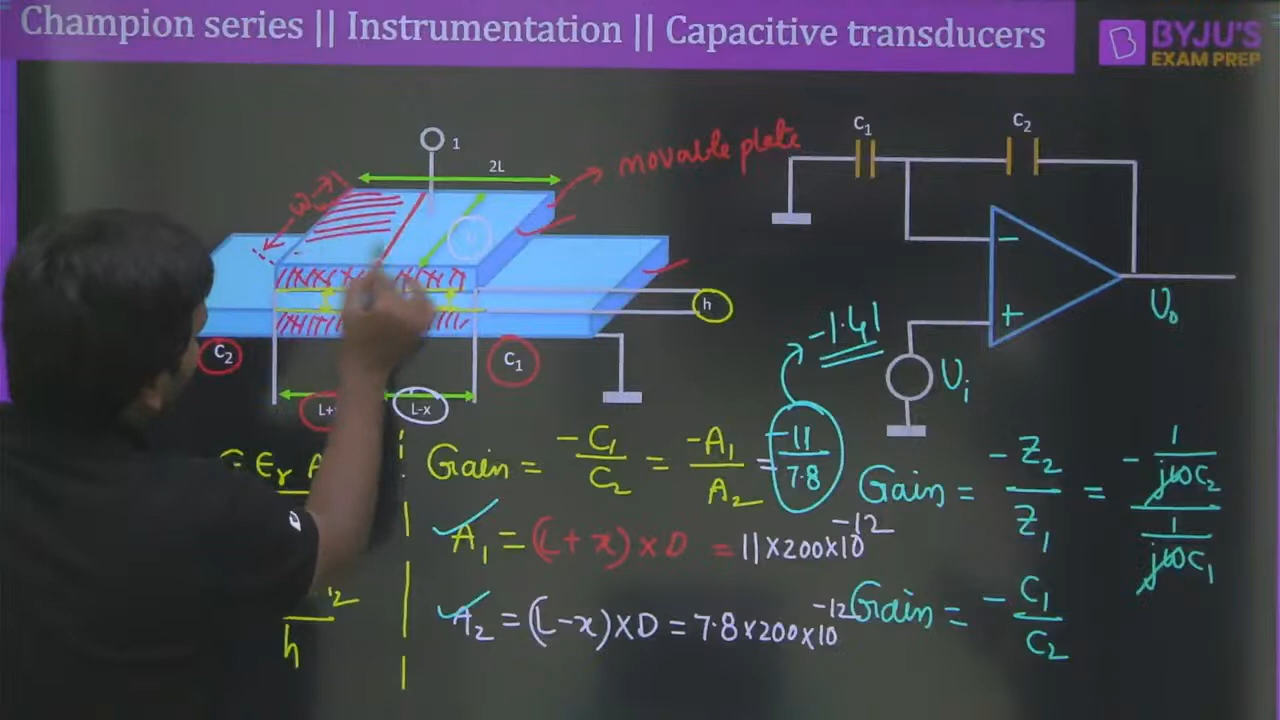 Champion series || Instrumentation || Capacitive transducers
BYJU'S
EXAM PREP
1
2L
movable plate
w
h
C₂
C₁
L-x
C₁
C₂
−
+
Uₒ
Uᵢ
-1.41
Gain = -C₁/C₂ = -A₁/A₂ = -11/7.8
A₁ = (L+x)×D = 11×200×10⁻¹²
A₂ = (L-x)×D = 7.8×200×10⁻¹²
Gain = -Z₂/Z₁ = - (1/jωC₂)/(1/jωC₁)
Gain = -C₁/C₂
h